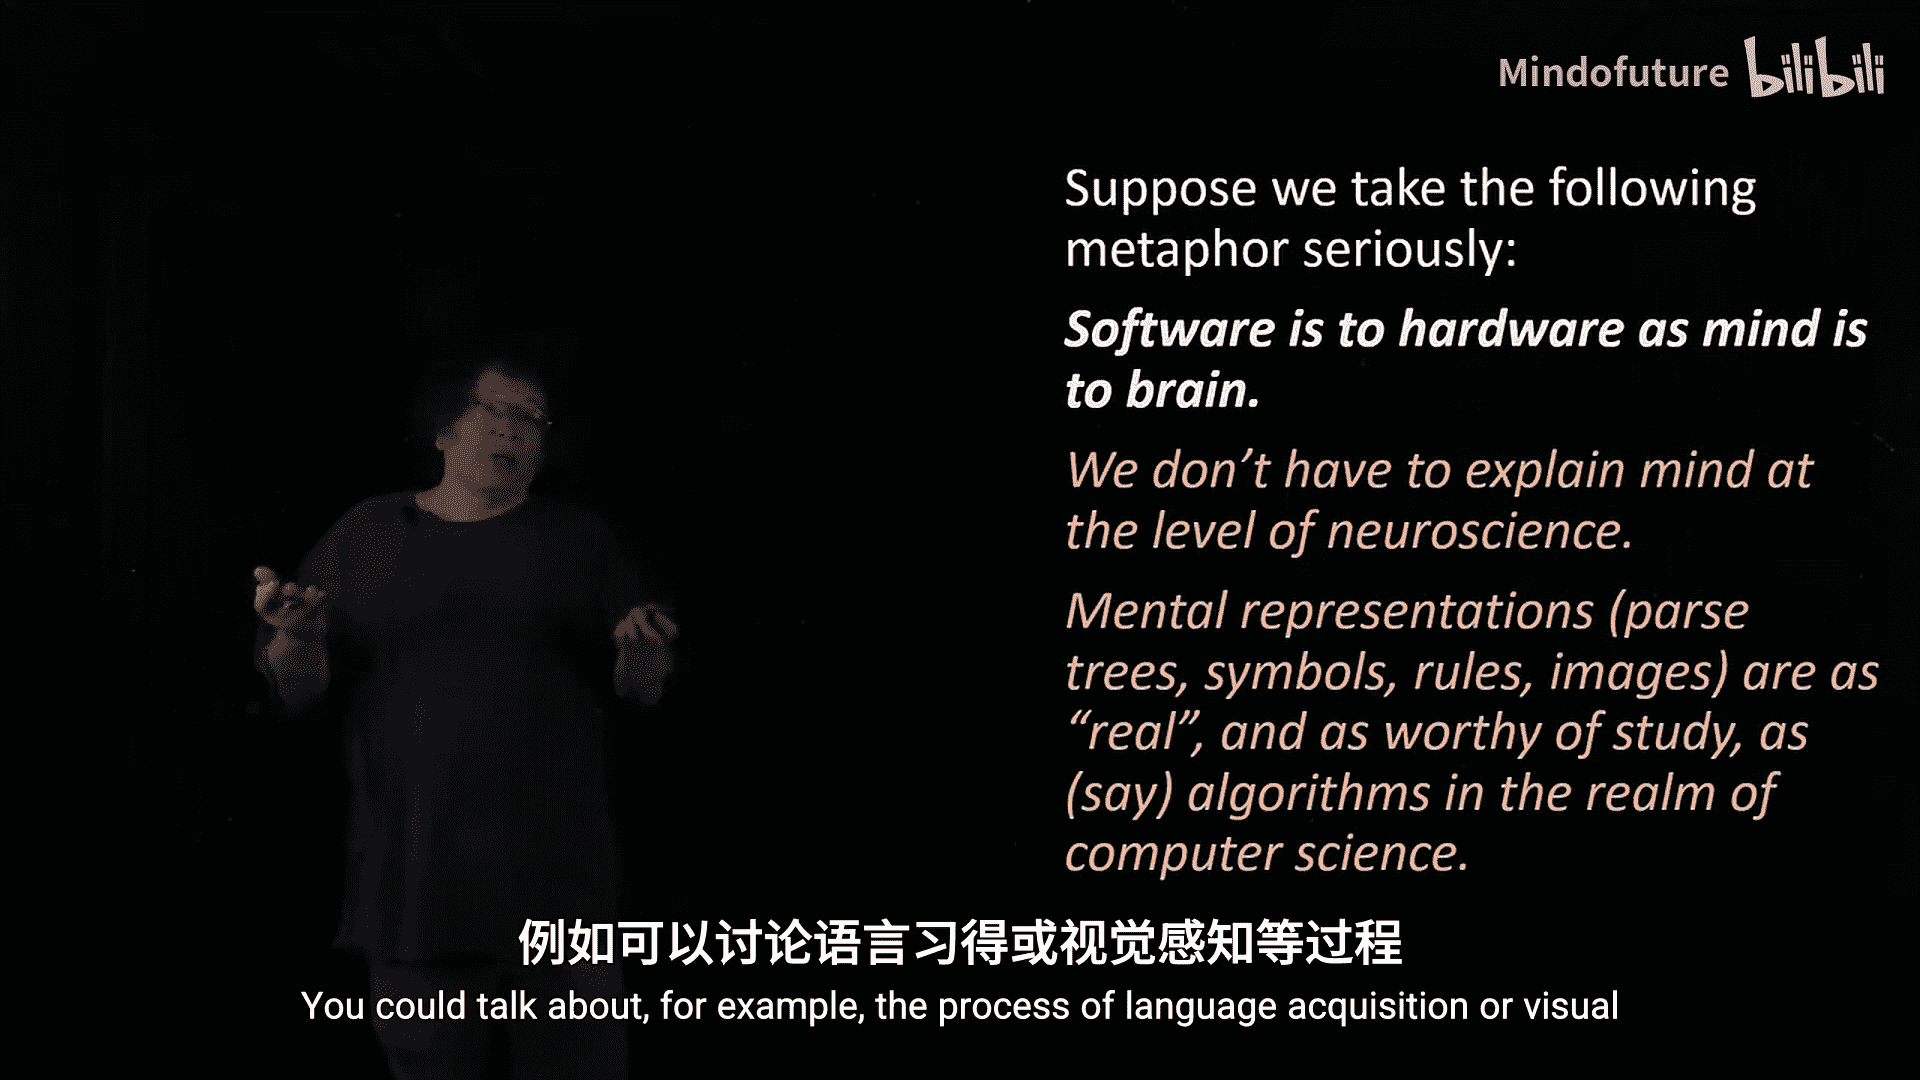 Mindofuture bilibili
Suppose we take the following
metaphor seriously:
Software is to hardware as mind is
to brain.
We don’t have to explain mind at
the level of neuroscience.
Mental representations (parse
trees, symbols, rules, images) are as
“real”, and as worthy of study, as
(say) algorithms in the realm of
computer science.
例如可以讨论语言习得或视觉感知等过程
You could talk about, for example, the process of language acquisition or visual